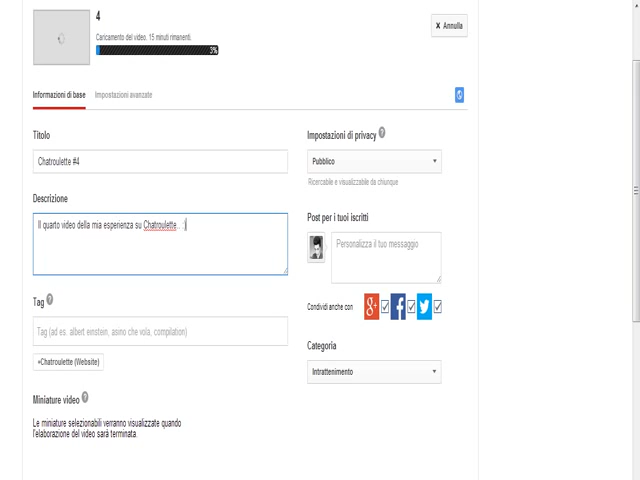 4
Caricamento del video. 15 minuti rimanenti.
3%
× Annulla
Informazioni di base
Impostazioni avanzate
Titolo
Chatroulette #4
Descrizione
Il quarto video della mia esperienza su Chatroulette.. :)
Tag ?
Tag (ad es. albert einstein, asino che vola, compilation)
+Chatroulette (Website)
Miniature video ?
Le miniature selezionabili verranno visualizzate quando
l'elaborazione del video sarà terminata.
Impostazioni di privacy ?
Pubblico
Ricercabile e visualizzabile da chiunque
Post per i tuoi iscritti
Personalizza il tuo messaggio
Condividi anche con
g+
f
Categoria
Intrattenimento